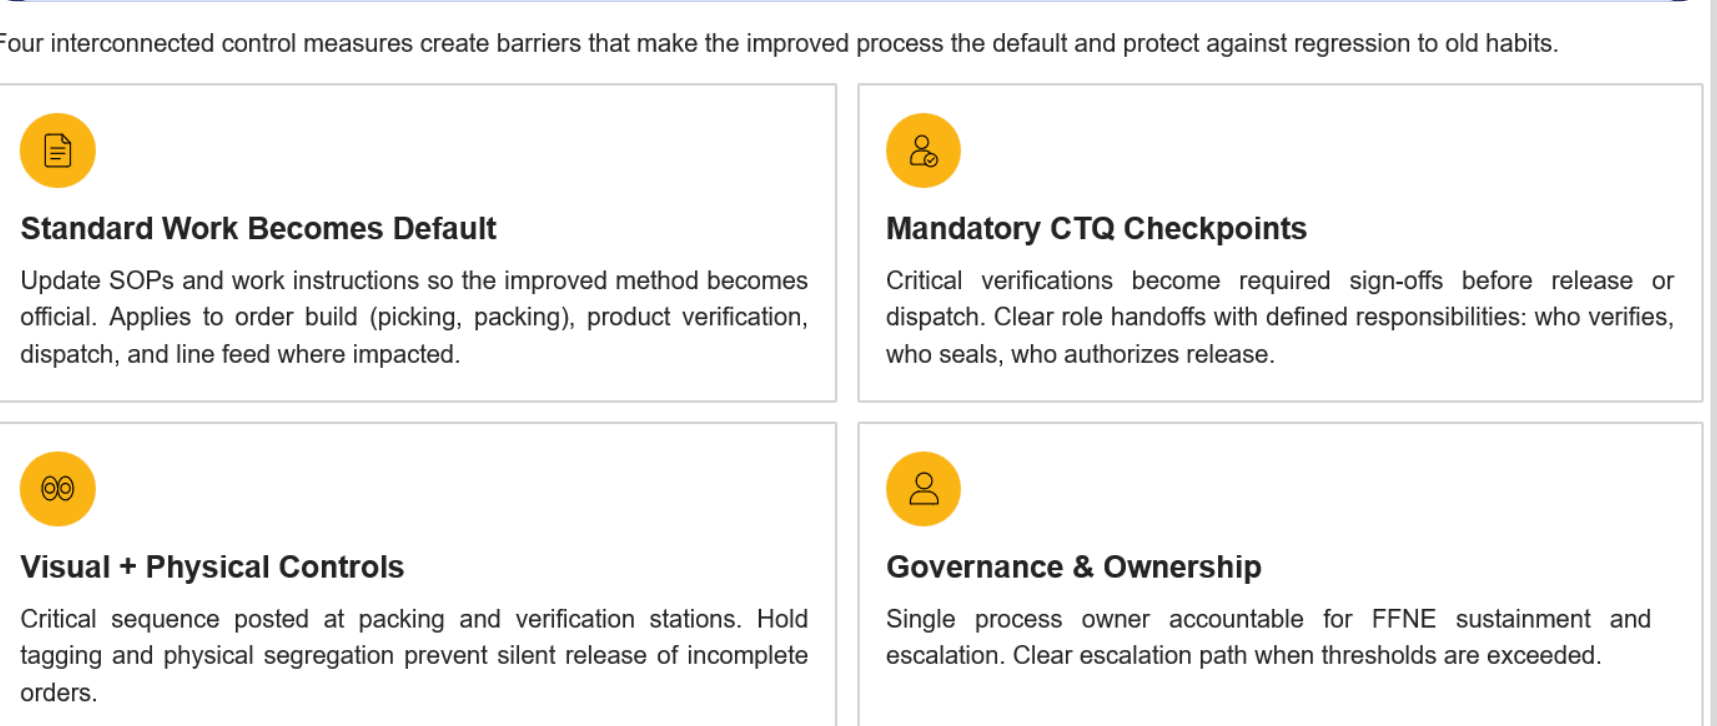 Four interconnected control measures create barriers that make the improved process the default and protect against regression to old habits.
Standard Work Becomes Default
Update SOPs and work instructions so the improved method becomes
official. Applies to order build (picking, packing), product verification,
dispatch, and line feed where impacted.
Mandatory CTQ Checkpoints
Critical verifications become required sign-offs before release or
dispatch. Clear role handoffs with defined responsibilities: who verifies,
who seals, who authorizes release.
Visual + Physical Controls
Critical sequence posted at packing and verification stations. Hold
tagging and physical segregation prevent silent release of incomplete
orders.
Governance & Ownership
Single process owner accountable for FFNE sustainment and
escalation. Clear escalation path when thresholds are exceeded.